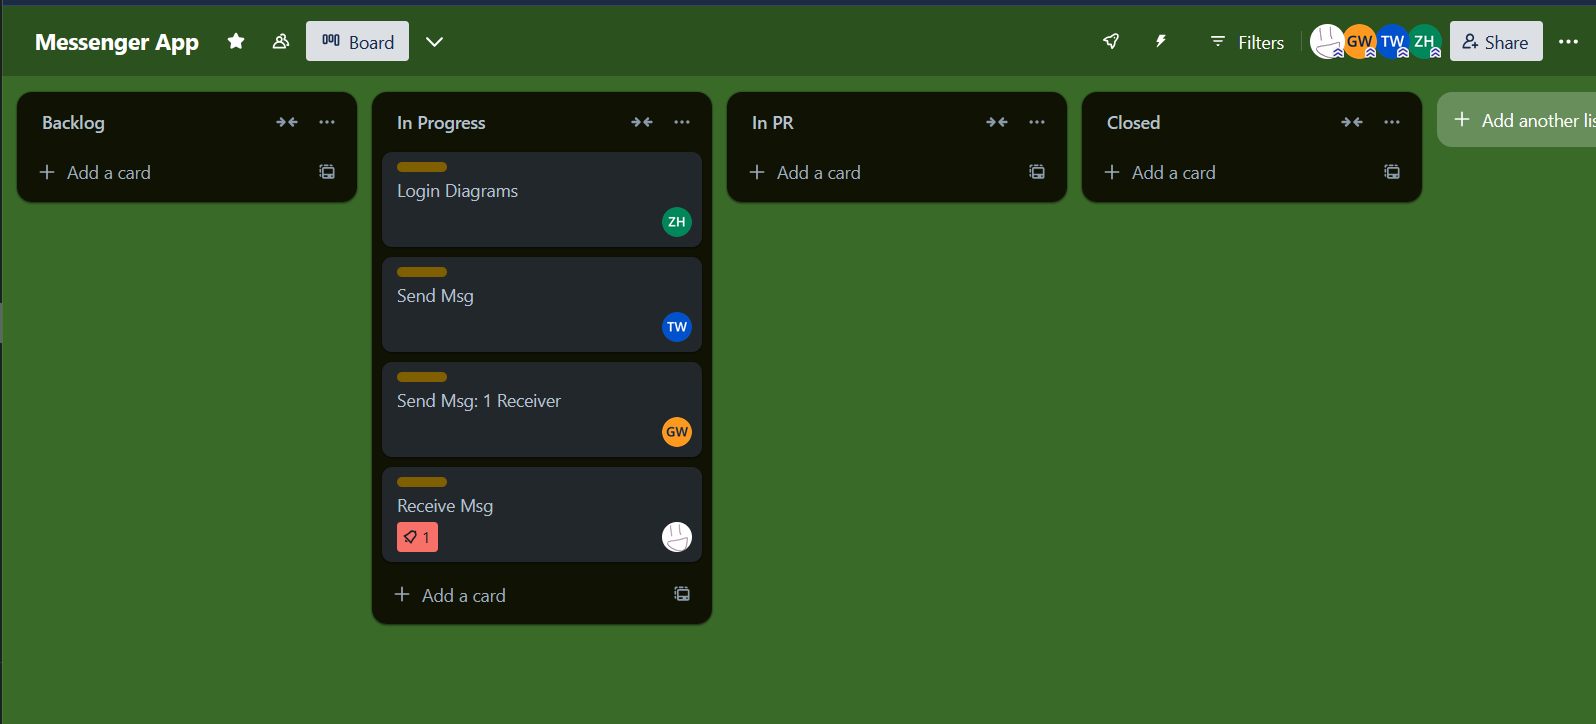 Messenger App
Board
Filters
GW
TW
ZH
Share
Backlog
Add a card
In Progress
Login Diagrams
ZH
Send Msg
TW
Send Msg: 1 Receiver
GW
Receive Msg
1
Add a card
In PR
Add a card
Closed
Add a card
Add another lis